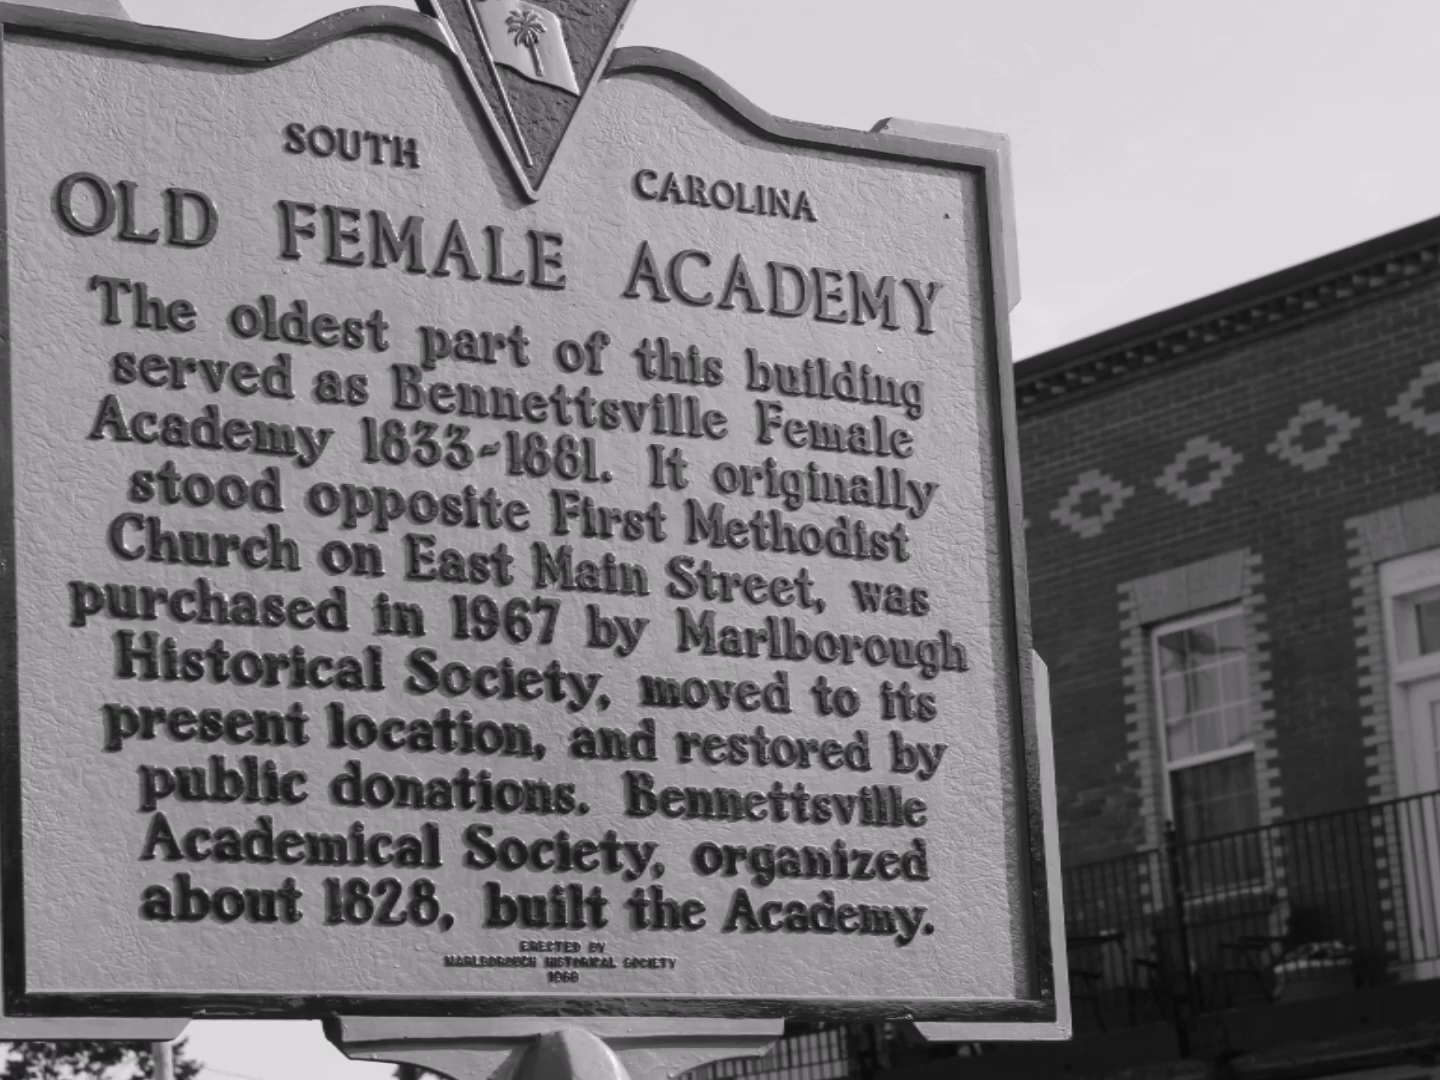 SOUTH CAROLINA
OLD FEMALE ACADEMY
The oldest part of this building
served as Bennettsville Female
Academy 1833-1881. It originally
stood opposite First Methodist
Church on East Main Street, was
purchased in 1967 by Marlborough
Historical Society, moved to its
present location, and restored by
public donations. Bennettsville
Academical Society, organized
about 1828, built the Academy.
ERECTED BY
MARLBOROUGH HISTORICAL SOCIETY
1968